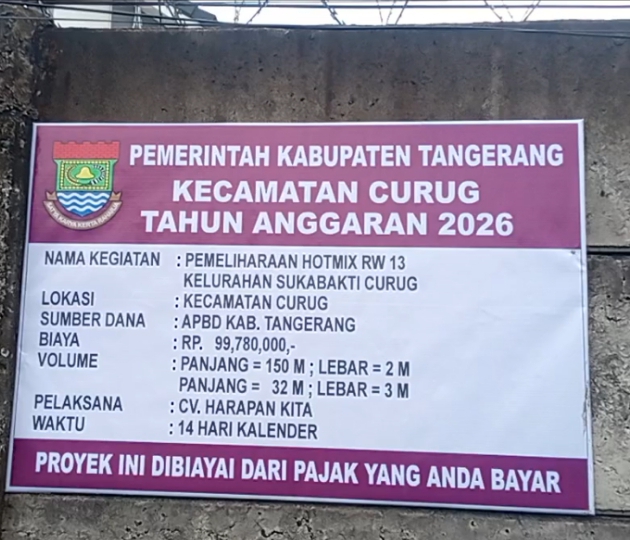 PEMERINTAH KABUPATEN TANGERANG
KECAMATAN CURUG
TAHUN ANGGARAN 2026
NAMA KEGIATAN : PEMELIHARAAN HOTMIX RW 13
KELURAHAN SUKABAKTI CURUG
LOKASI : KECAMATAN CURUG
SUMBER DANA : APBD KAB. TANGERANG
BIAYA : RP. 99,780,000,-
VOLUME : PANJANG = 150 M ; LEBAR = 2 M
PANJANG = 32 M ; LEBAR = 3 M
PELAKSANA : CV. HARAPAN KITA
WAKTU : 14 HARI KALENDER
PROYEK INI DIBIAYAI DARI PAJAK YANG ANDA BAYAR